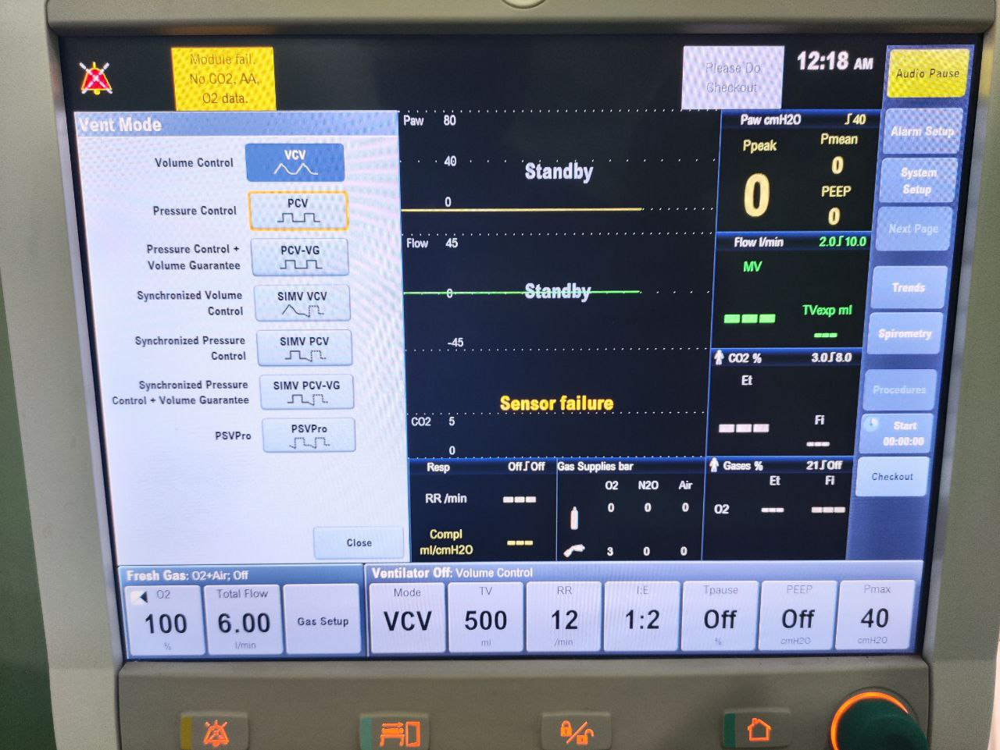 Module fail.
No CO2, AA,
O2 data.
Please Do
Checkout
12:18 AM
Audio Pause
Vent Mode
Volume Control
VCV
Pressure Control
PCV
Pressure Control +
Volume Guarantee
PCV-VG
Synchronized Volume
Control
SIMV VCV
Synchronized Pressure
Control
SIMV PCV
Synchronized Pressure
Control + Volume Guarantee
SIMV PCV-VG
PSVPro
PSVPro
Close
Paw 80
40
Standby
0
Flow 45
0
Standby
-45
Sensor failure
CO2 5
0
Paw cmH2O 40
Ppeak
0
Pmean
0
PEEP
0
Flow l/min 2.0 10.0
MV
---
TVexp ml
---
CO2 % 3.0 8.0
Et
---
Fi
---
Resp Off Off
RR /min ---
Compl
ml/cmH2O ---
Gas Supplies bar
O2 N2O Air
0 0 0
3 0 0
Gases % 21 Off
Et Fi
O2 --- ---
Alarm Setup
System
Setup
Next Page
Trends
Spirometry
Procedures
Start
00:00:00
Checkout
Fresh Gas: O2+Air; Off
O2
100
%
Total Flow
6.00
l/min
Gas Setup
Ventilator Off: Volume Control
Mode
VCV
TV
500
ml
RR
12
/min
I:E
1:2
Tpause
Off
%
PEEP
Off
cmH2O
Pmax
40
cmH2O